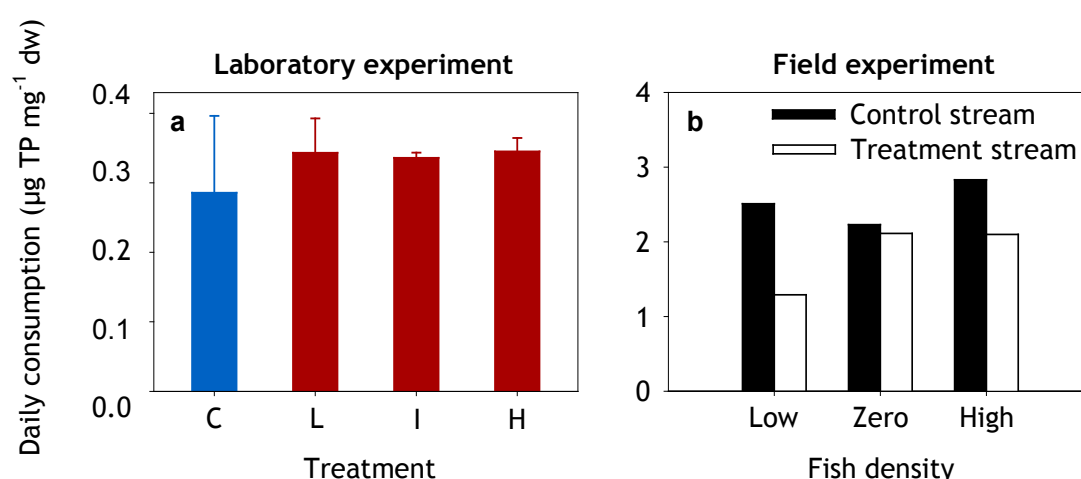 Daily consumption (µg TP mg⁻¹ dw)
Laboratory experiment
a
0.4
0.3
0.2
0.1
0.0
C L I H
Treatment
Field experiment
b
Control stream
Treatment stream
4
3
2
1
0
Low Zero High
Fish density